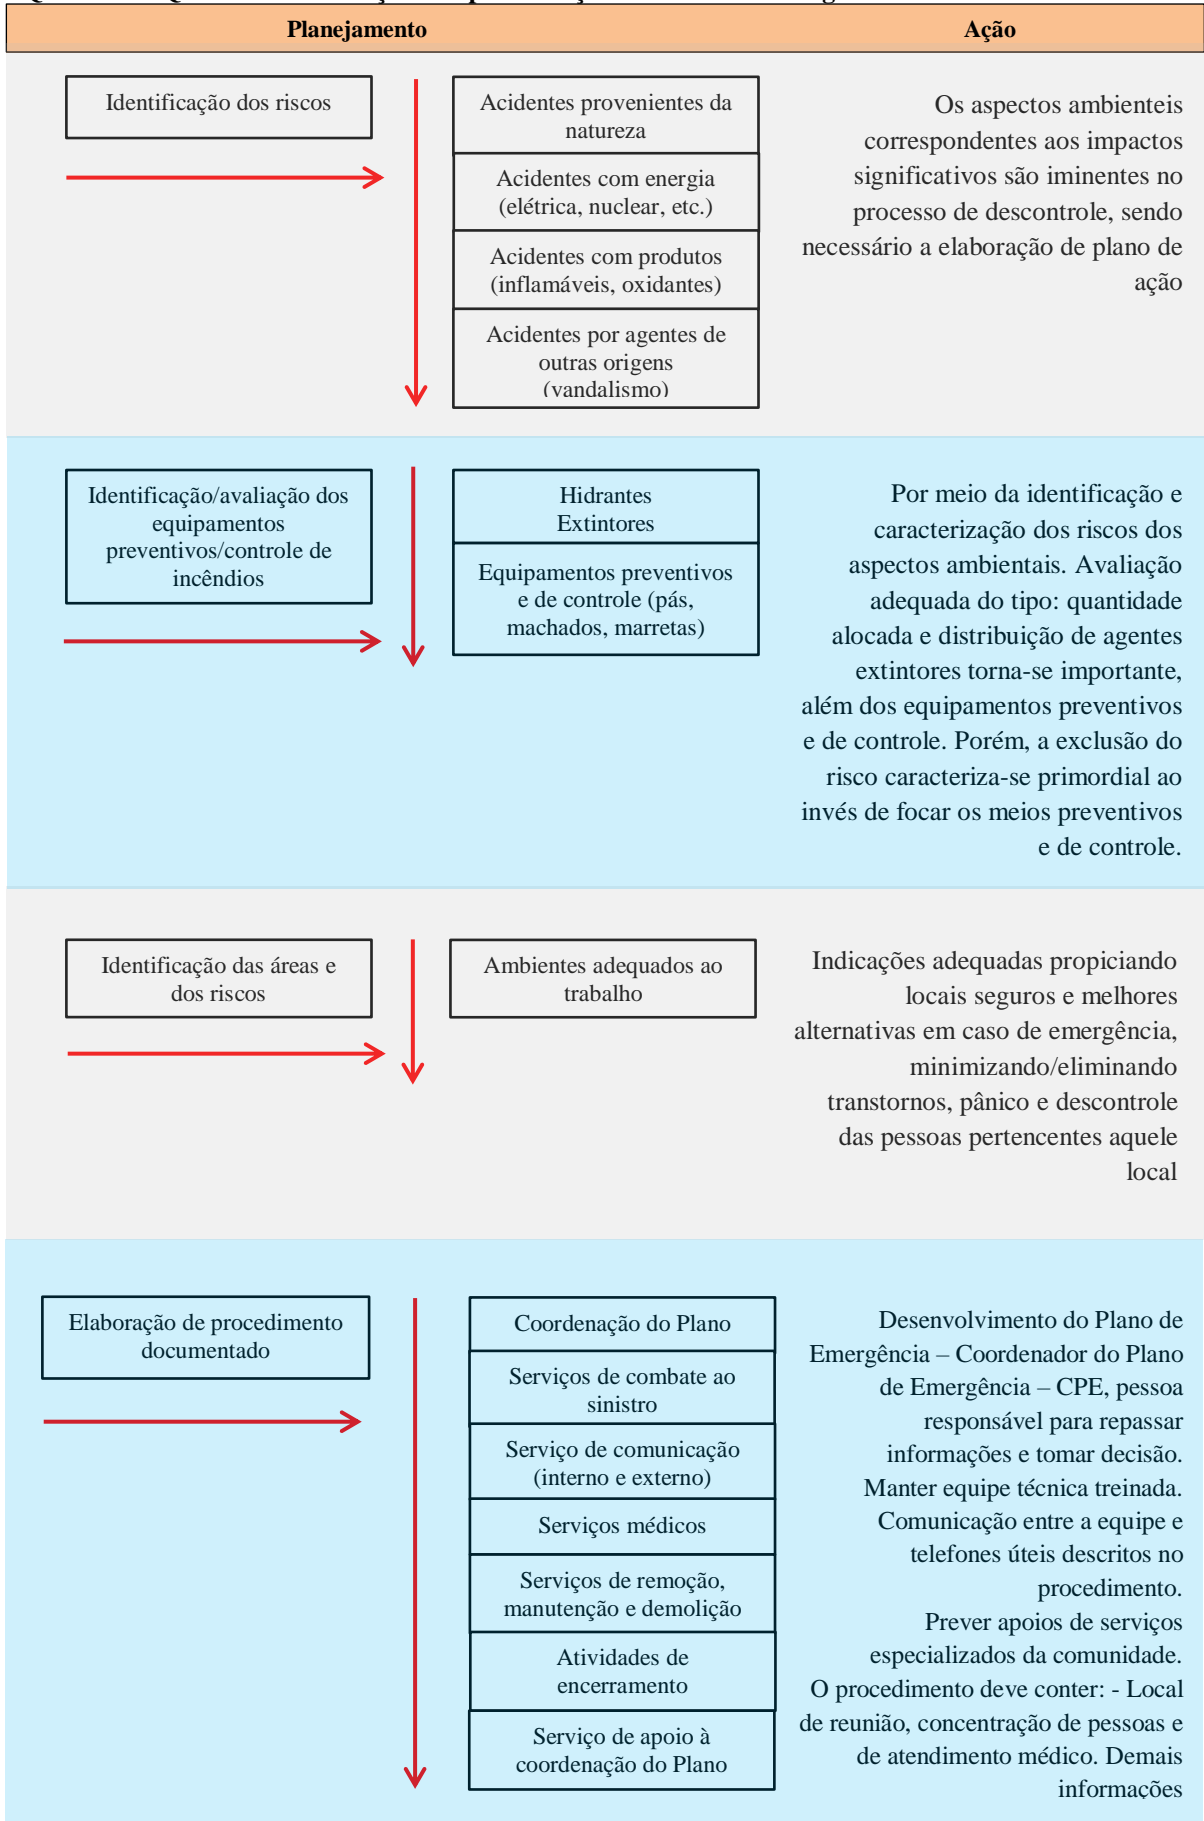 Planejamento
Ação
Identificação dos riscos
Acidentes provenientes da
natureza
Acidentes com energia
(elétrica, nuclear, etc.)
Acidentes com produtos
(inflamáveis, oxidantes)
Acidentes por agentes de
outras origens
(vandalismo)
Os aspectos ambienteis
correspondentes aos impactos
significativos são iminentes no
processo de descontrole, sendo
necessário a elaboração de plano de
ação
Identificação/avaliação dos
equipamentos
preventivos/controle de
incêndios
Hidrantes
Extintores
Equipamentos preventivos
e de controle (pás,
machados, marretas)
Por meio da identificação e
caracterização dos riscos dos
aspectos ambientais. Avaliação
adequada do tipo: quantidade
alocada e distribuição de agentes
extintores torna-se importante,
além dos equipamentos preventivos
e de controle. Porém, a exclusão do
risco caracteriza-se primordial ao
invés de focar os meios preventivos
e de controle.
Identificação das áreas e
dos riscos
Ambientes adequados ao
trabalho
Indicações adequadas propiciando
locais seguros e melhores
alternativas em caso de emergência,
minimizando/eliminando
transtornos, pânico e descontrole
das pessoas pertencentes aquele
local
Elaboração de procedimento
documentado
Coordenação do Plano
Serviços de combate ao
sinistro
Serviço de comunicação
(interno e externo)
Serviços médicos
Serviços de remoção,
manutenção e demolição
Atividades de
encerramento
Serviço de apoio à
coordenação do Plano
Desenvolvimento do Plano de
Emergência – Coordenador do Plano
de Emergência – CPE, pessoa
responsável para repassar
informações e tomar decisão.
Manter equipe técnica treinada.
Comunicação entre a equipe e
telefones úteis descritos no
procedimento.
Prever apoios de serviços
especializados da comunidade.
O procedimento deve conter: - Local
de reunião, concentração de pessoas e
de atendimento médico. Demais
informações